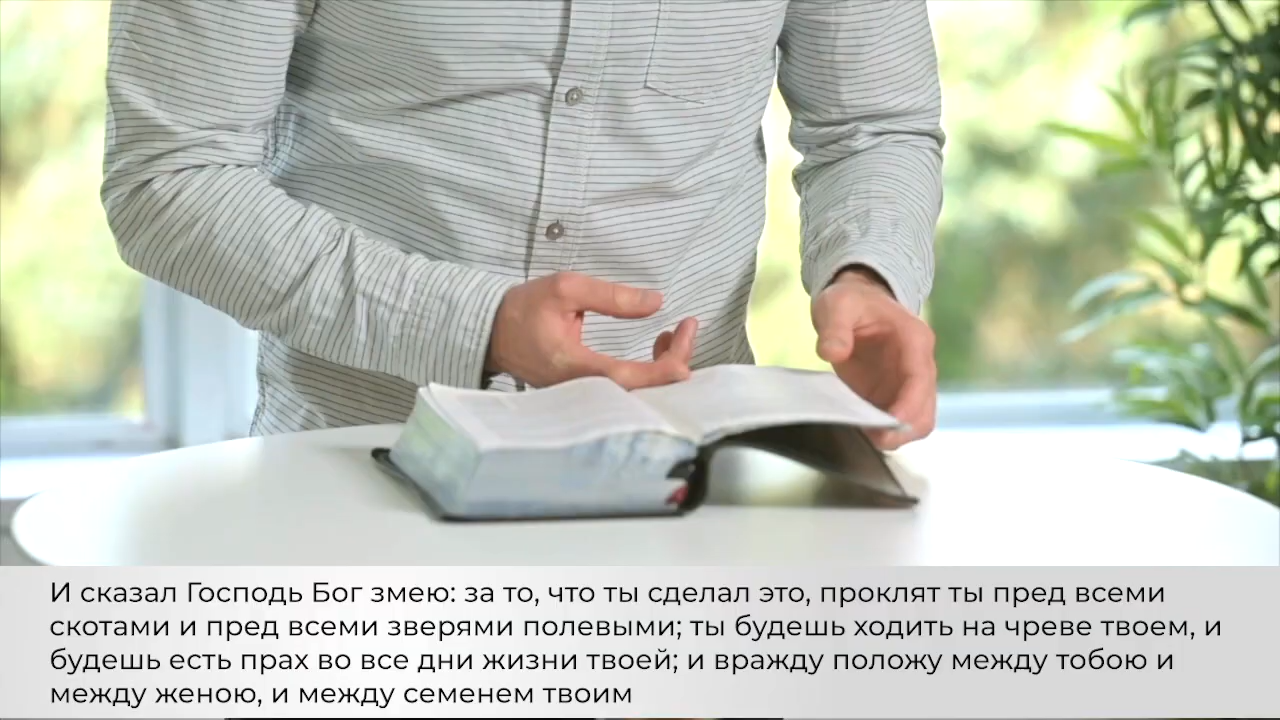 И сказал Господь Бог змею: за то, что ты сделал это, проклят ты пред всеми
скотами и пред всеми зверями полевыми; ты будешь ходить на чреве твоем, и
будешь есть прах во все дни жизни твоей; и вражду положу между тобою и
между женою, и между семенем твоим